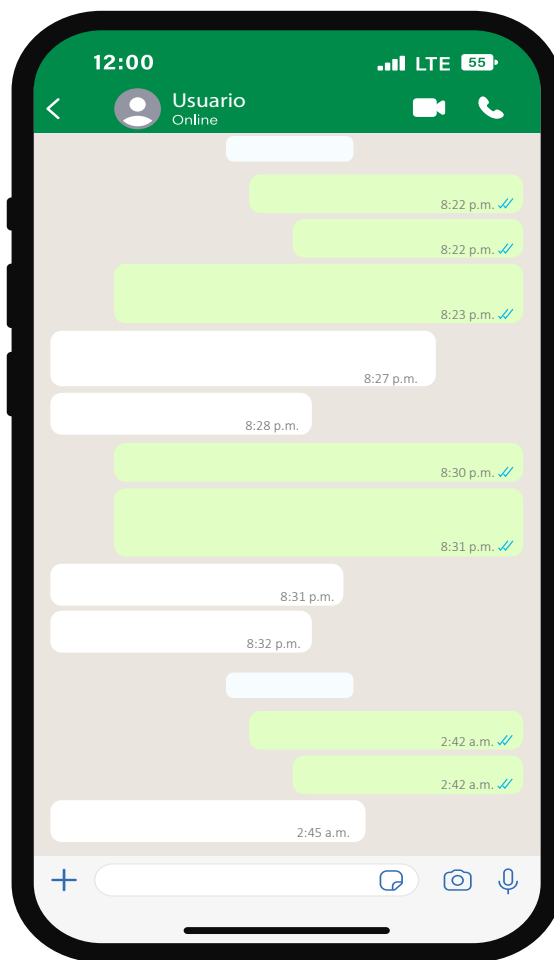 12:00 LTE 55
Usuario
Online
8:22 p.m.
8:22 p.m.
8:23 p.m.
8:27 p.m.
8:28 p.m.
8:30 p.m.
8:31 p.m.
8:31 p.m.
8:32 p.m.
2:42 a.m.
2:42 a.m.
2:45 a.m.